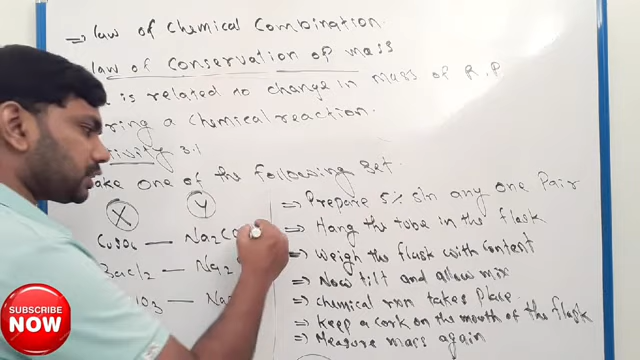 ⇒ Law of Chemical Combination.
Law of Conservation of mass
is related to change in mass of R.P
a chemical reaction.
3.1
one of the following set.
X Y
CuSO4 — Na2CO
BaCl2 — Na2
⇒ Prepare 5% sln any one Pair
⇒ Hang the tube in the flask
⇒ Weigh the flask with content
⇒ Now tilt and allow mix
⇒ chemical rxn takes place
⇒ keep a cork on the mouth of the flask
⇒ Measure mass again
SUBSCRIBE
NOW